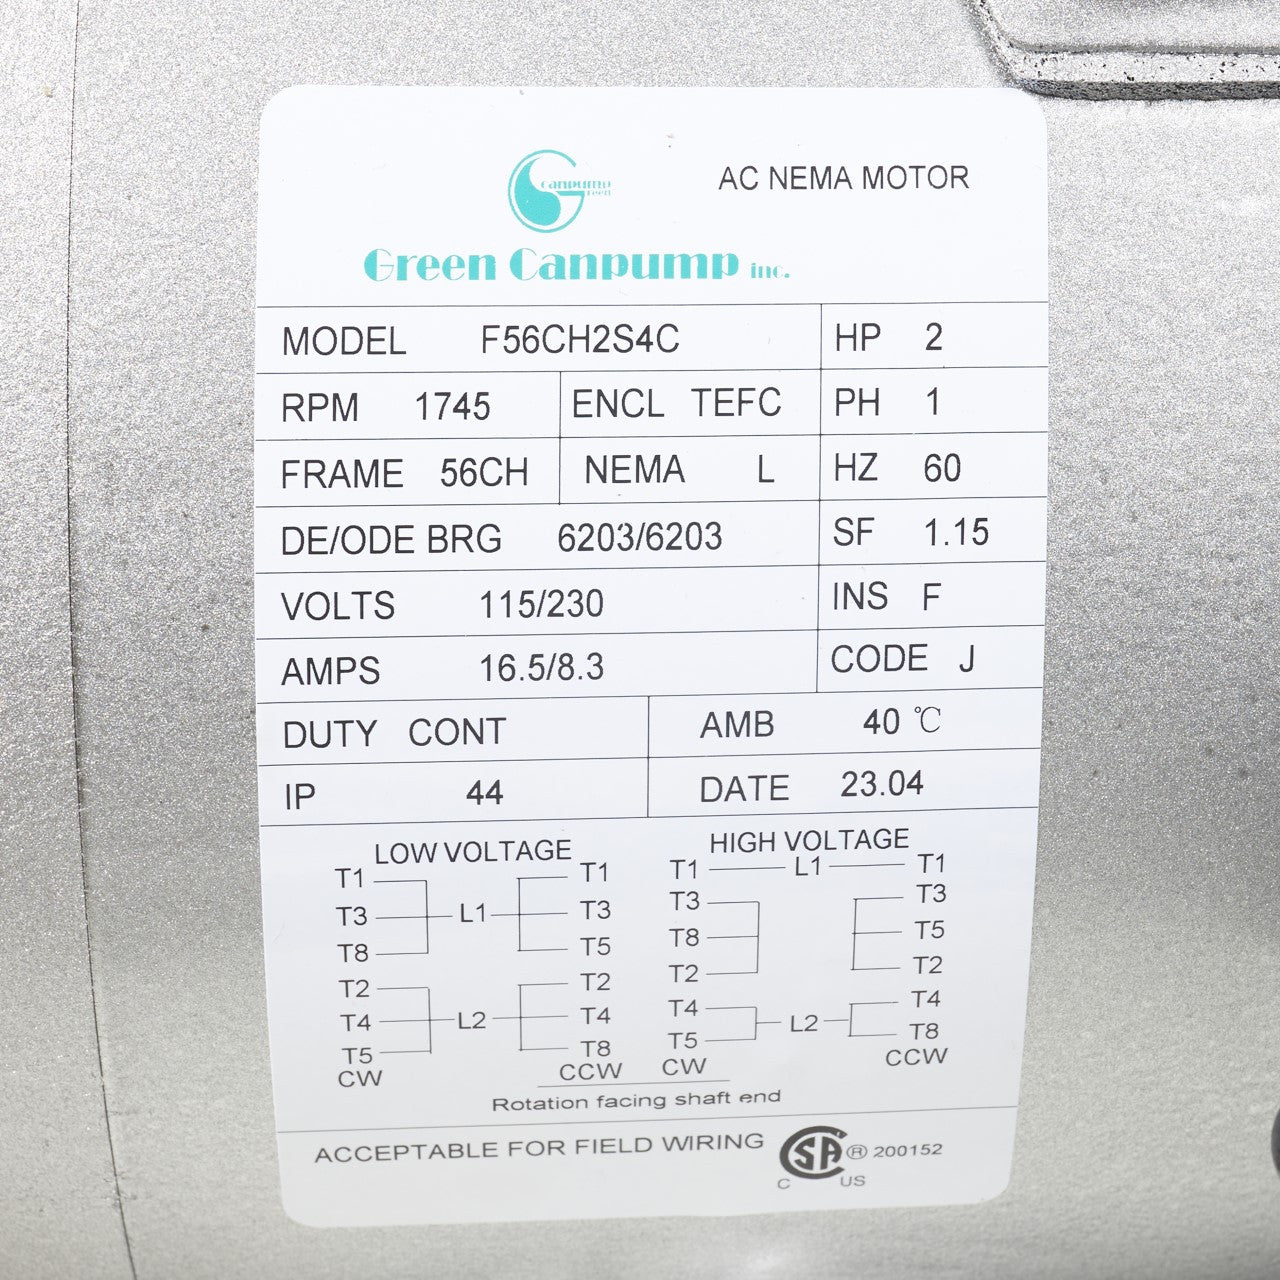 canpump
reen
AC NEMA MOTOR
Green Canpump inc.
MODEL F56CH2S4C HP 2
RPM 1745 ENCL TEFC PH 1
FRAME 56CH NEMA L HZ 60
DE/ODE BRG 6203/6203 SF 1.15
VOLTS 115/230 INS F
AMPS 16.5/8.3 CODE J
DUTY CONT AMB 40 ℃
IP 44 DATE 23.04
LOW VOLTAGE HIGH VOLTAGE
T1 T1 T1 L1 T1
T3 L1 T3 T3 T3
T8 T5 T8 T5
T2 T2 T2 T2
T4 L2 T4 T4 L2 T4
T5 T8 T5 T8
CW CCW CW CCW
Rotation facing shaft end
ACCEPTABLE FOR FIELD WIRING CSA ® 200152
C US